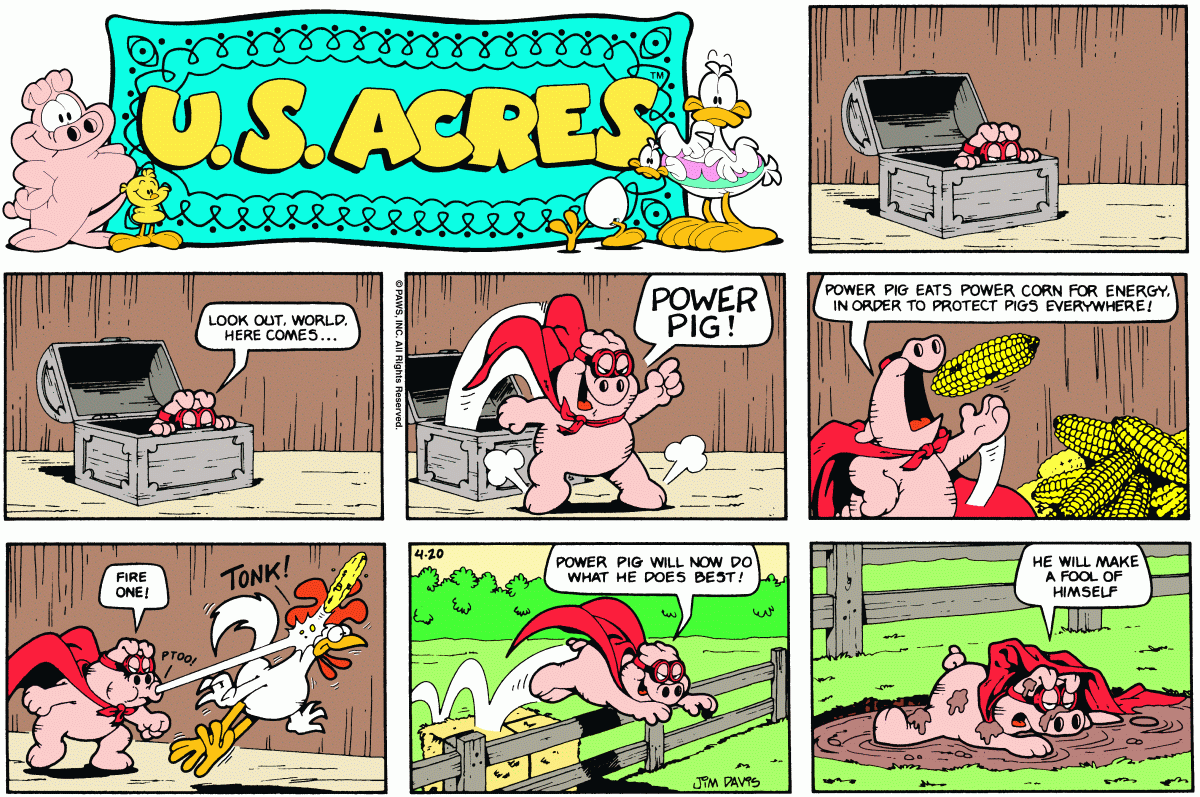 U.S. ACRES
TM
LOOK OUT, WORLD,
HERE COMES...
© PAWS, INC. All Rights Reserved.
POWER
PIG!
POWER PIG EATS POWER CORN FOR ENERGY,
IN ORDER TO PROTECT PIGS EVERYWHERE!
FIRE
ONE!
PTOO!
TONK!
4-20
POWER PIG WILL NOW DO
WHAT HE DOES BEST!
JIM DAVIS
HE WILL MAKE
A FOOL OF
HIMSELF